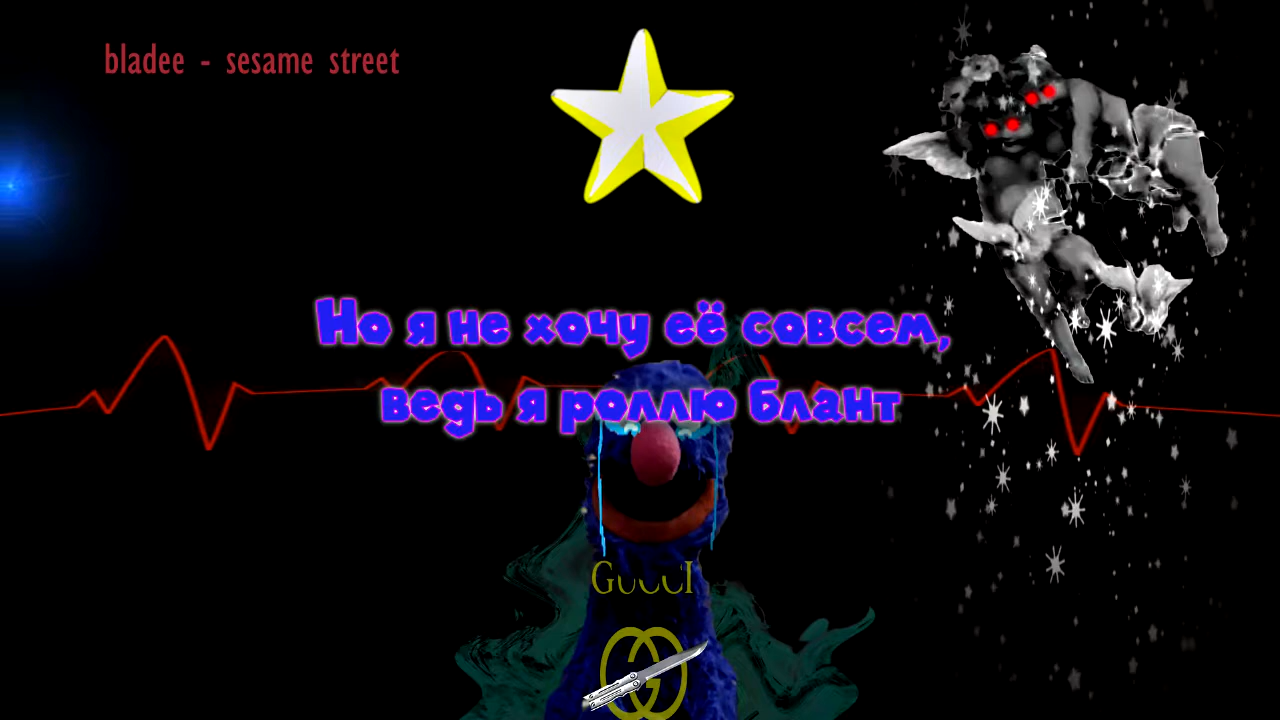 bladee - sesame street
Но я не хочу её совсем,
ведь я роллю блант
GUCCI